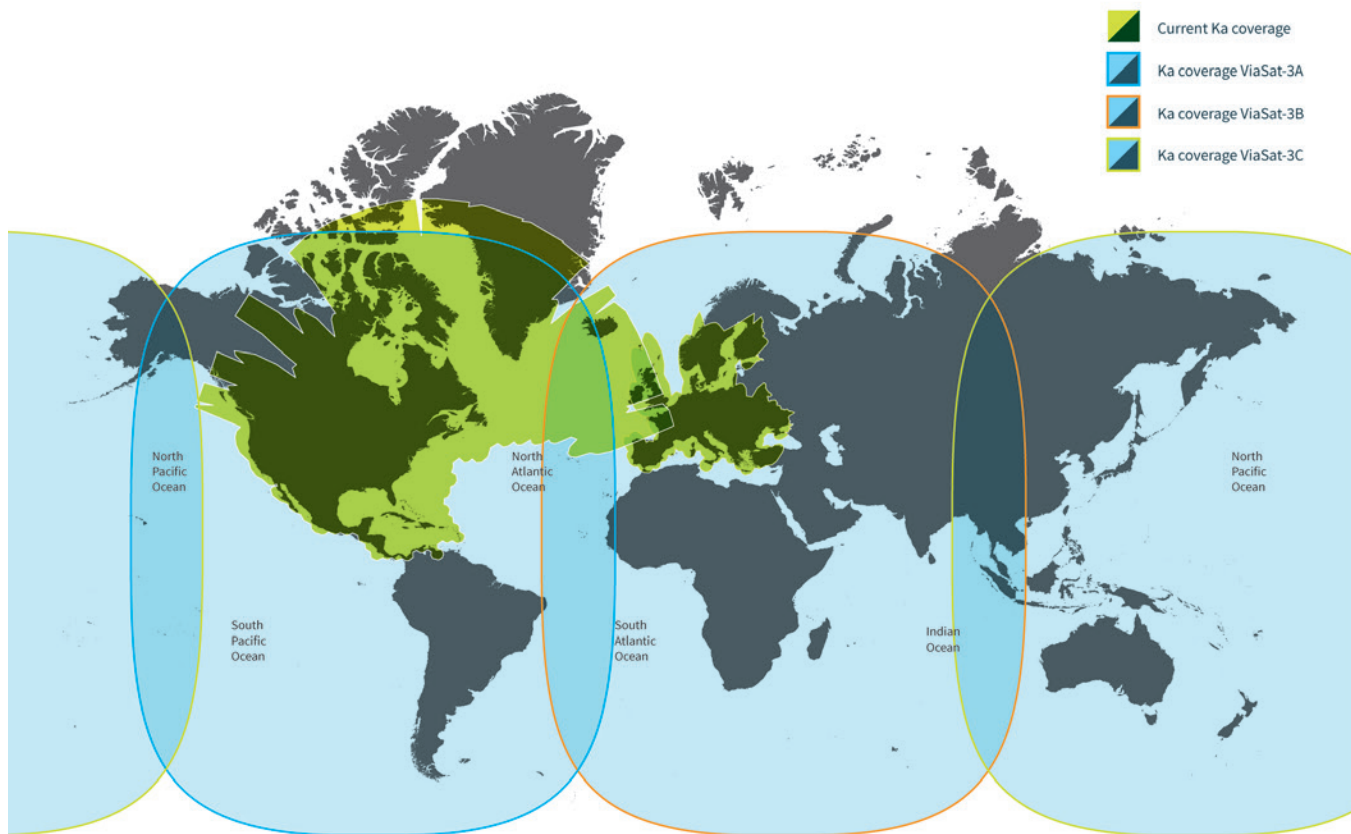 Current Ka coverage
Ka coverage ViaSat-3A
Ka coverage ViaSat-3B
Ka coverage ViaSat-3C
North
Pacific
Ocean
North
Atlantic
Ocean
North
Pacific
Ocean
South
Pacific
Ocean
South
Atlantic
Ocean
Indian
Ocean